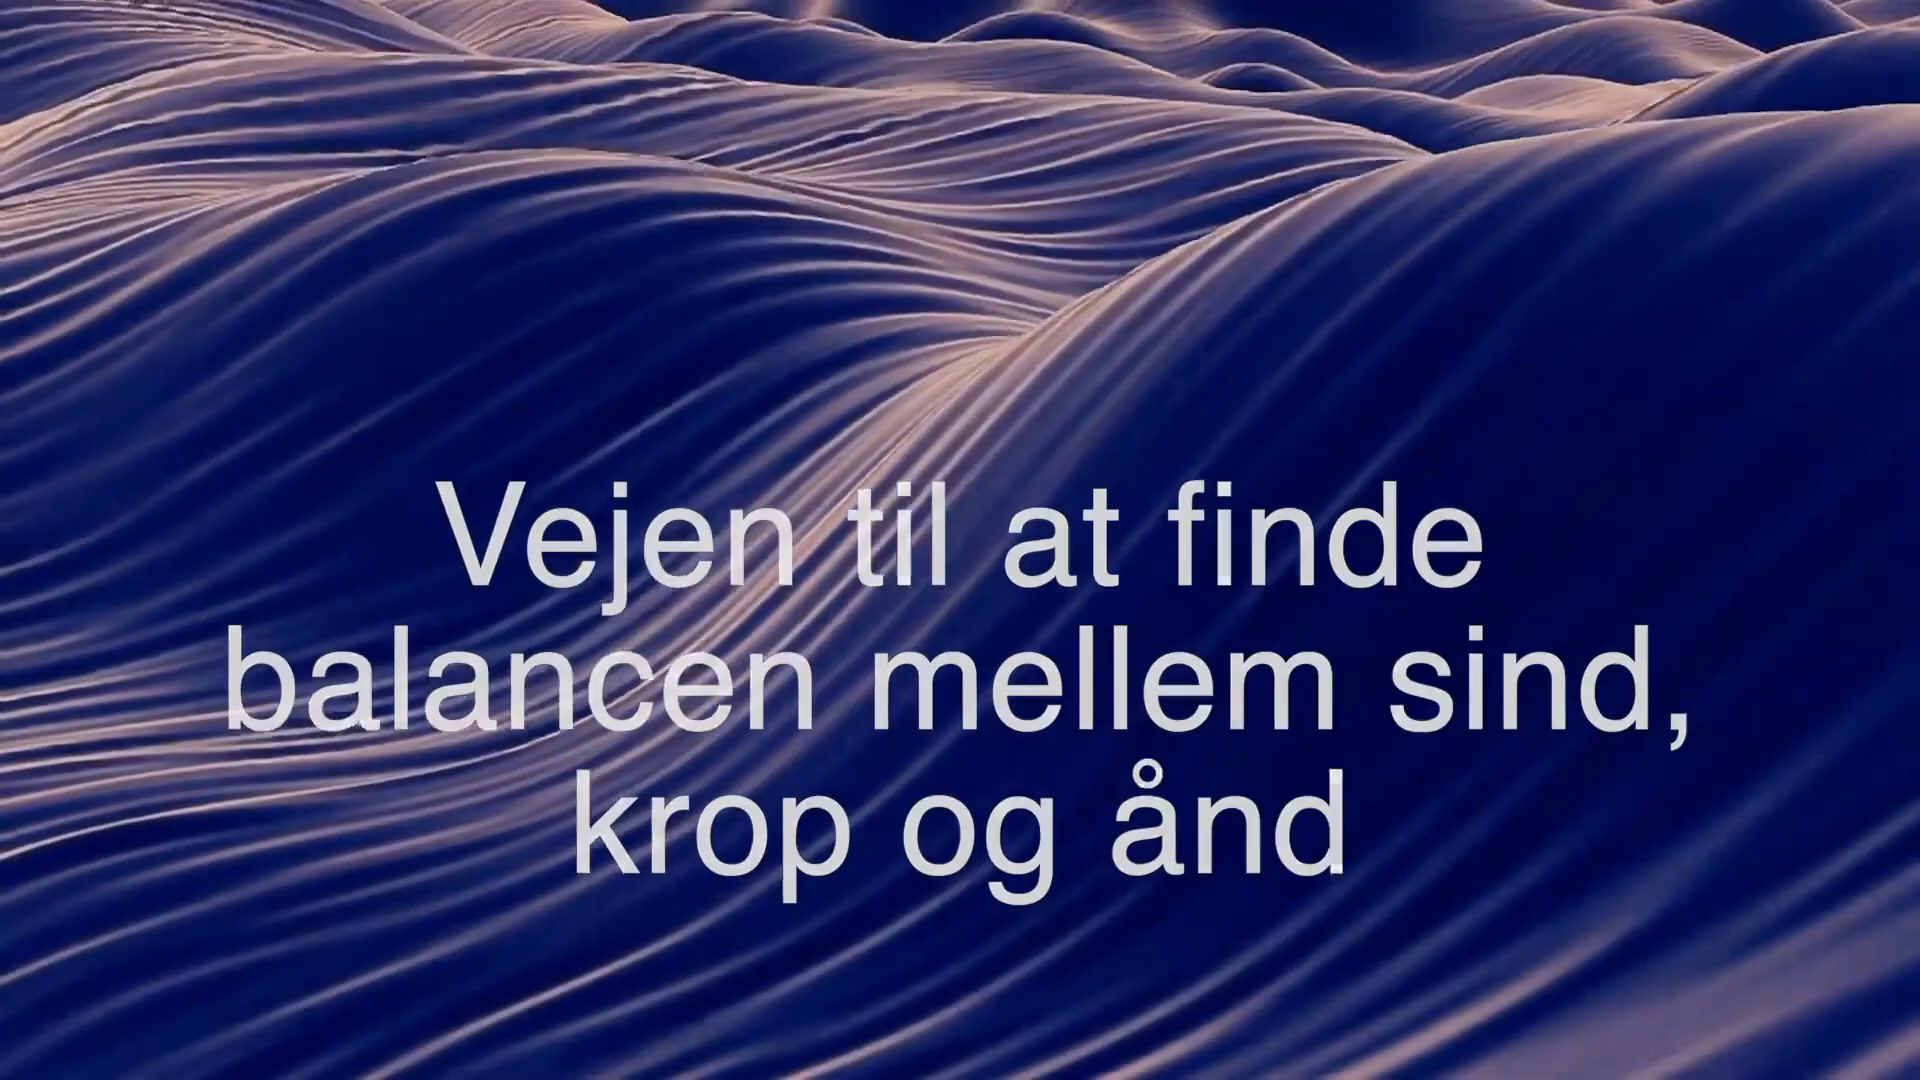 Vejen til at finde
balancen mellem sind,
krop og ånd